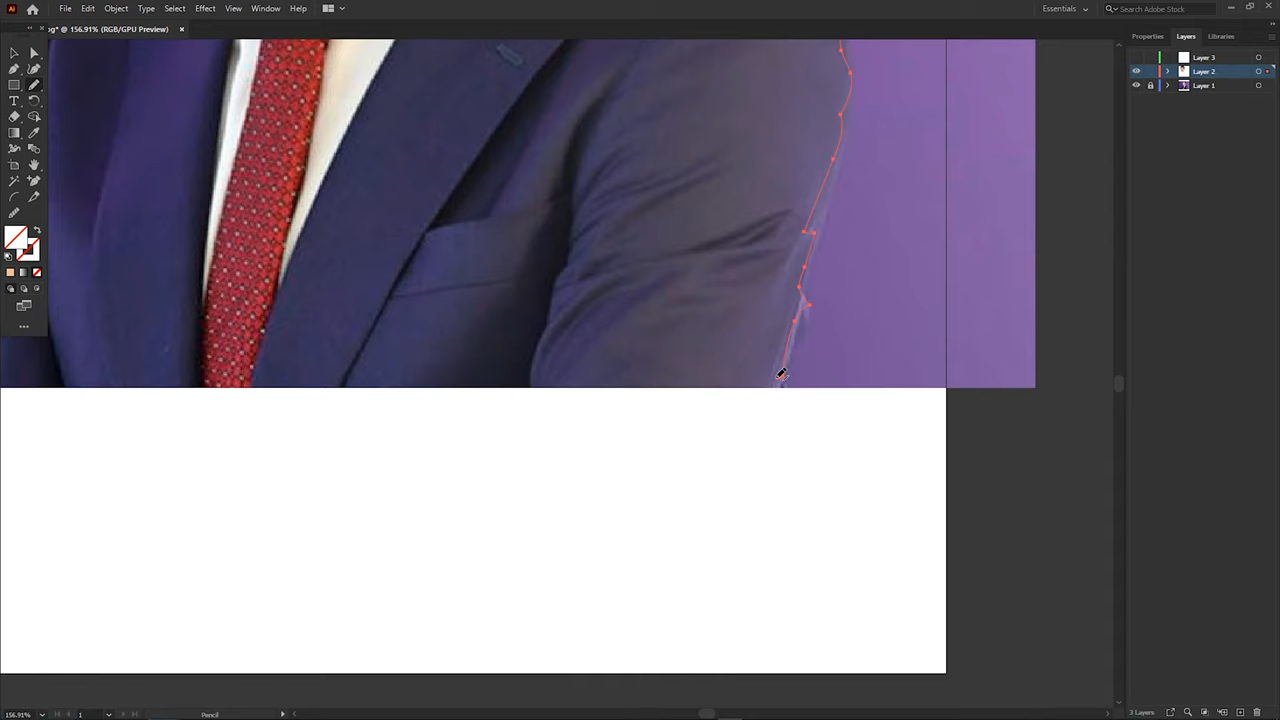 File Edit Object Type Select Effect View Window Help Essentials Search Adobe Stock
pg* @ 156.91% (RGB/GPU Preview) ×
Properties Layers Libraries
Layer 3
Layer 2
Layer 1
156.91% 1 Pencil 3 Layers